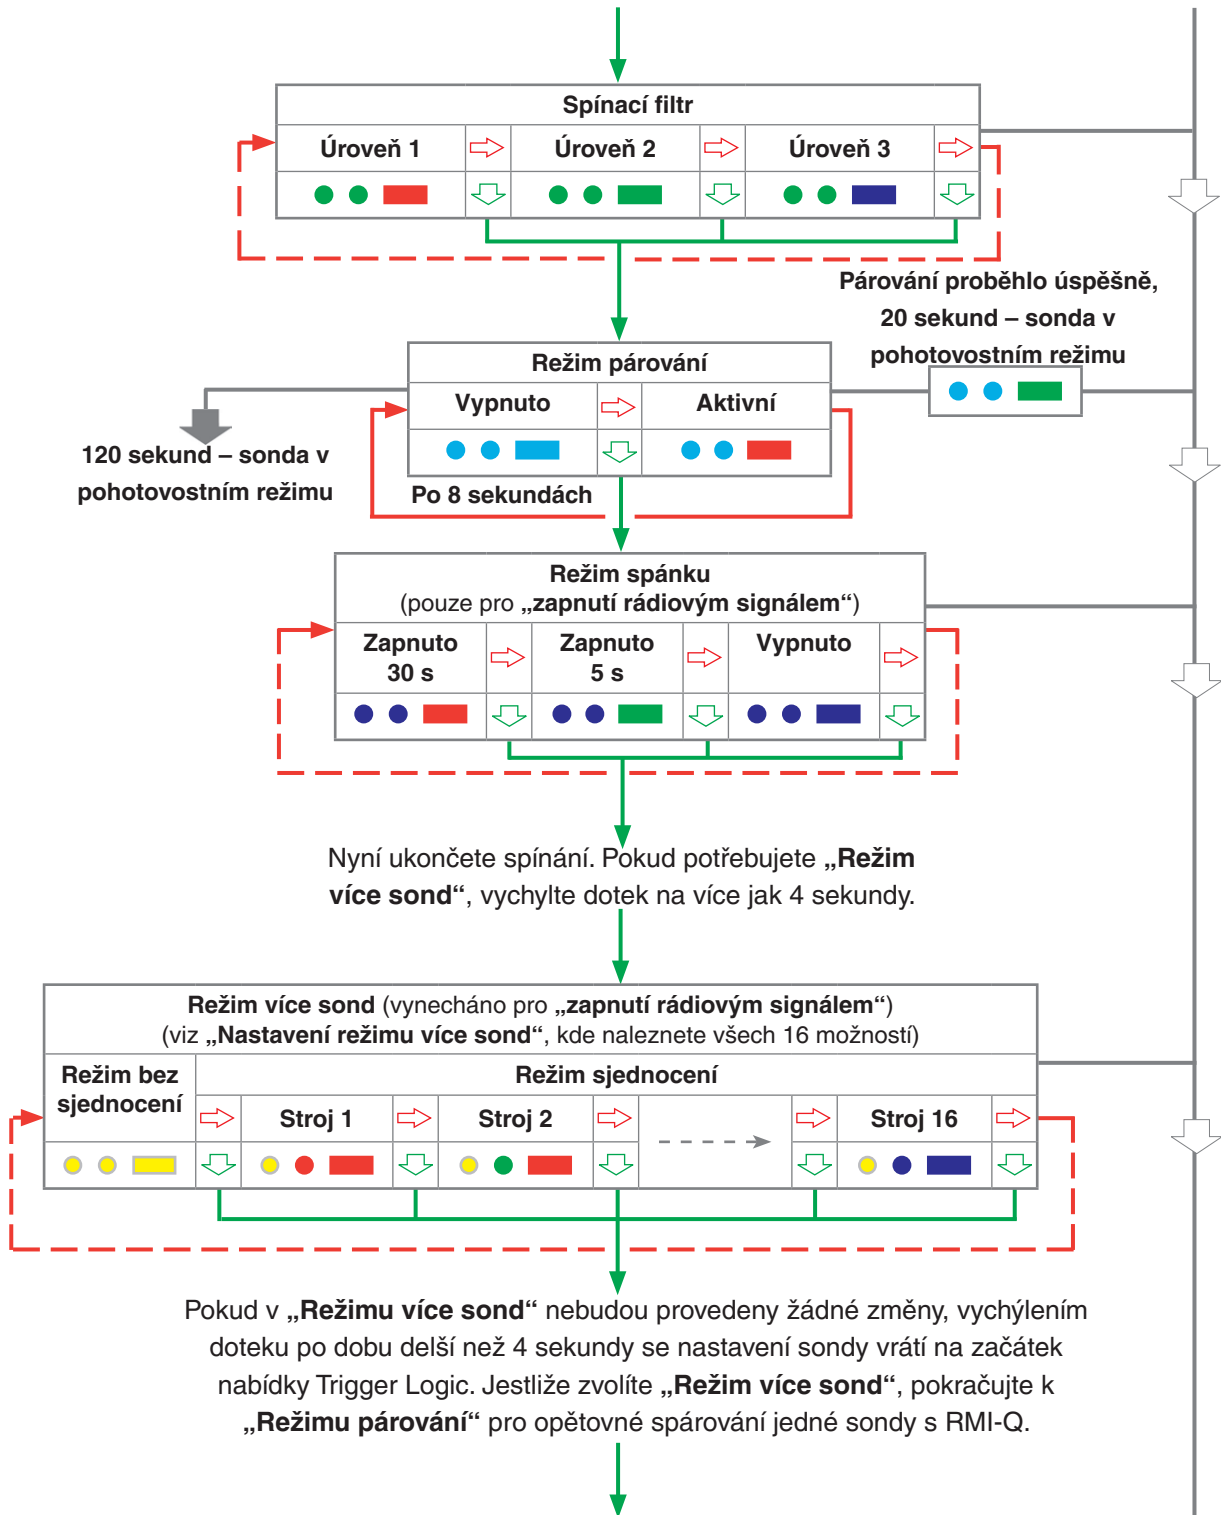 Spínací filtr
Úroveň 1
Úroveň 2
Úroveň 3
Párování proběhlo úspěšně,
20 sekund – sonda v
pohotovostním režimu
Režim párování
Vypnuto
Aktivní
120 sekund – sonda v
pohotovostním režimu
Po 8 sekundách
Režim spánku
(pouze pro „zapnutí rádiovým signálem“)
Zapnuto
30 s
Zapnuto
5 s
Vypnuto
Nyní ukončete spínání. Pokud potřebujete „Režim
více sond“, vychylte dotek na více jak 4 sekundy.
Režim více sond (vynecháno pro „zapnutí rádiovým signálem“)
(viz „Nastavení režimu více sond“, kde naleznete všech 16 možností)
Režim bez
sjednocení
Režim sjednocení
Stroj 1
Stroj 2
Stroj 16
Pokud v „Režimu více sond“ nebudou provedeny žádné změny, vychýlením
doteku po dobu delší než 4 sekundy se nastavení sondy vrátí na začátek
nabídky Trigger Logic. Jestliže zvolíte „Režim více sond“, pokračujte k
„Režimu párování“ pro opětovné spárování jedné sondy s RMI-Q.